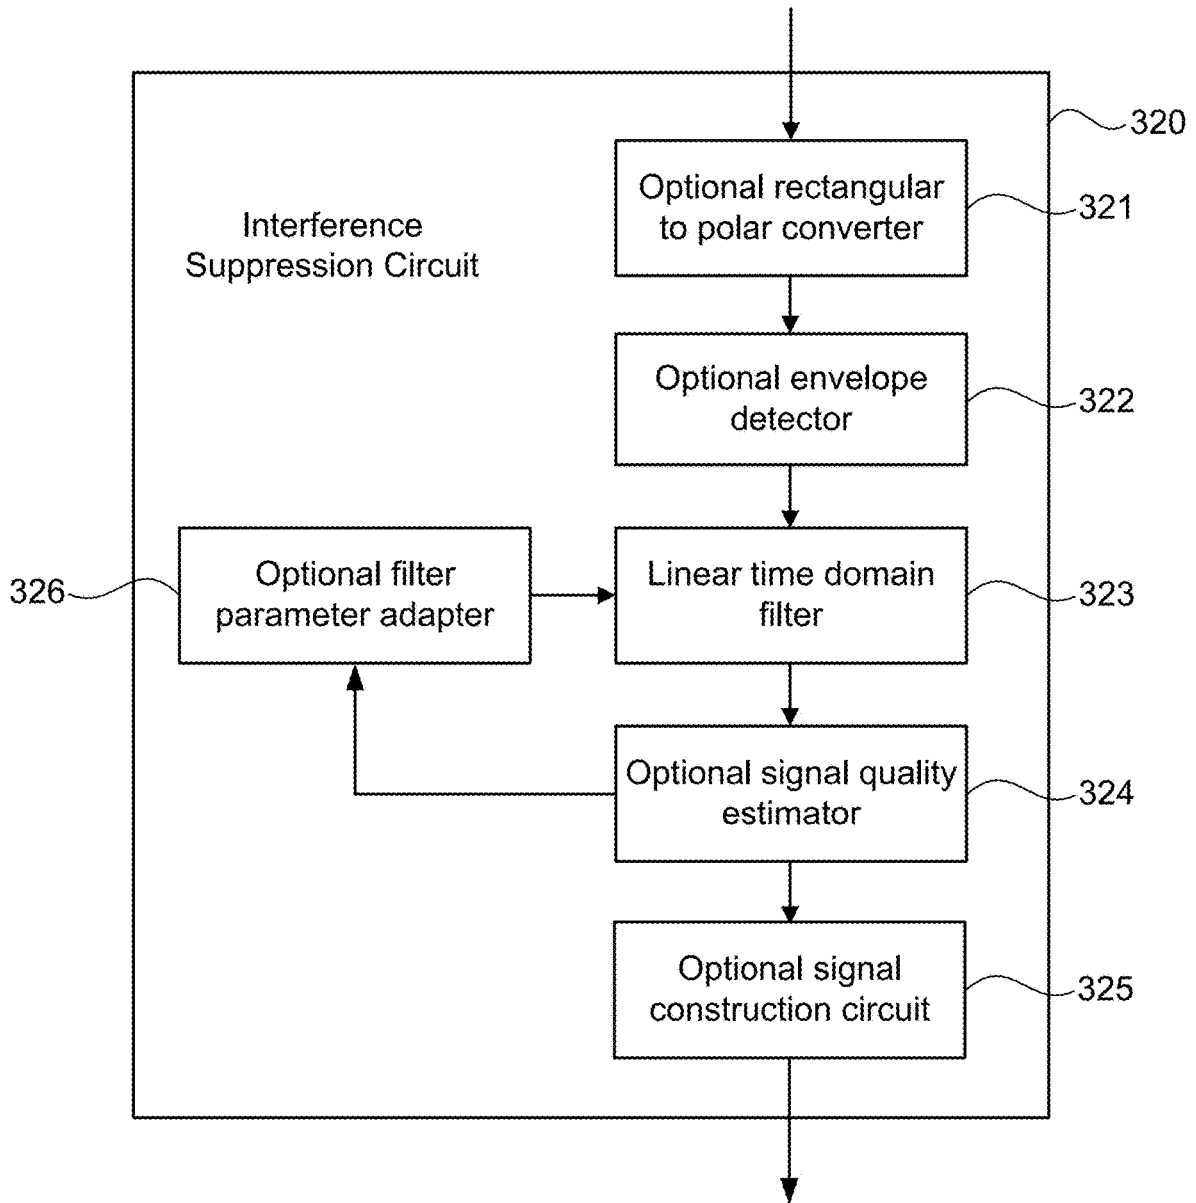 320
Optional rectangular
to polar converter
321
Interference
Suppression Circuit
Optional envelope
detector
322
326
Optional filter
parameter adapter
Linear time domain
filter
323
Optional signal quality
estimator
324
Optional signal
construction circuit
325